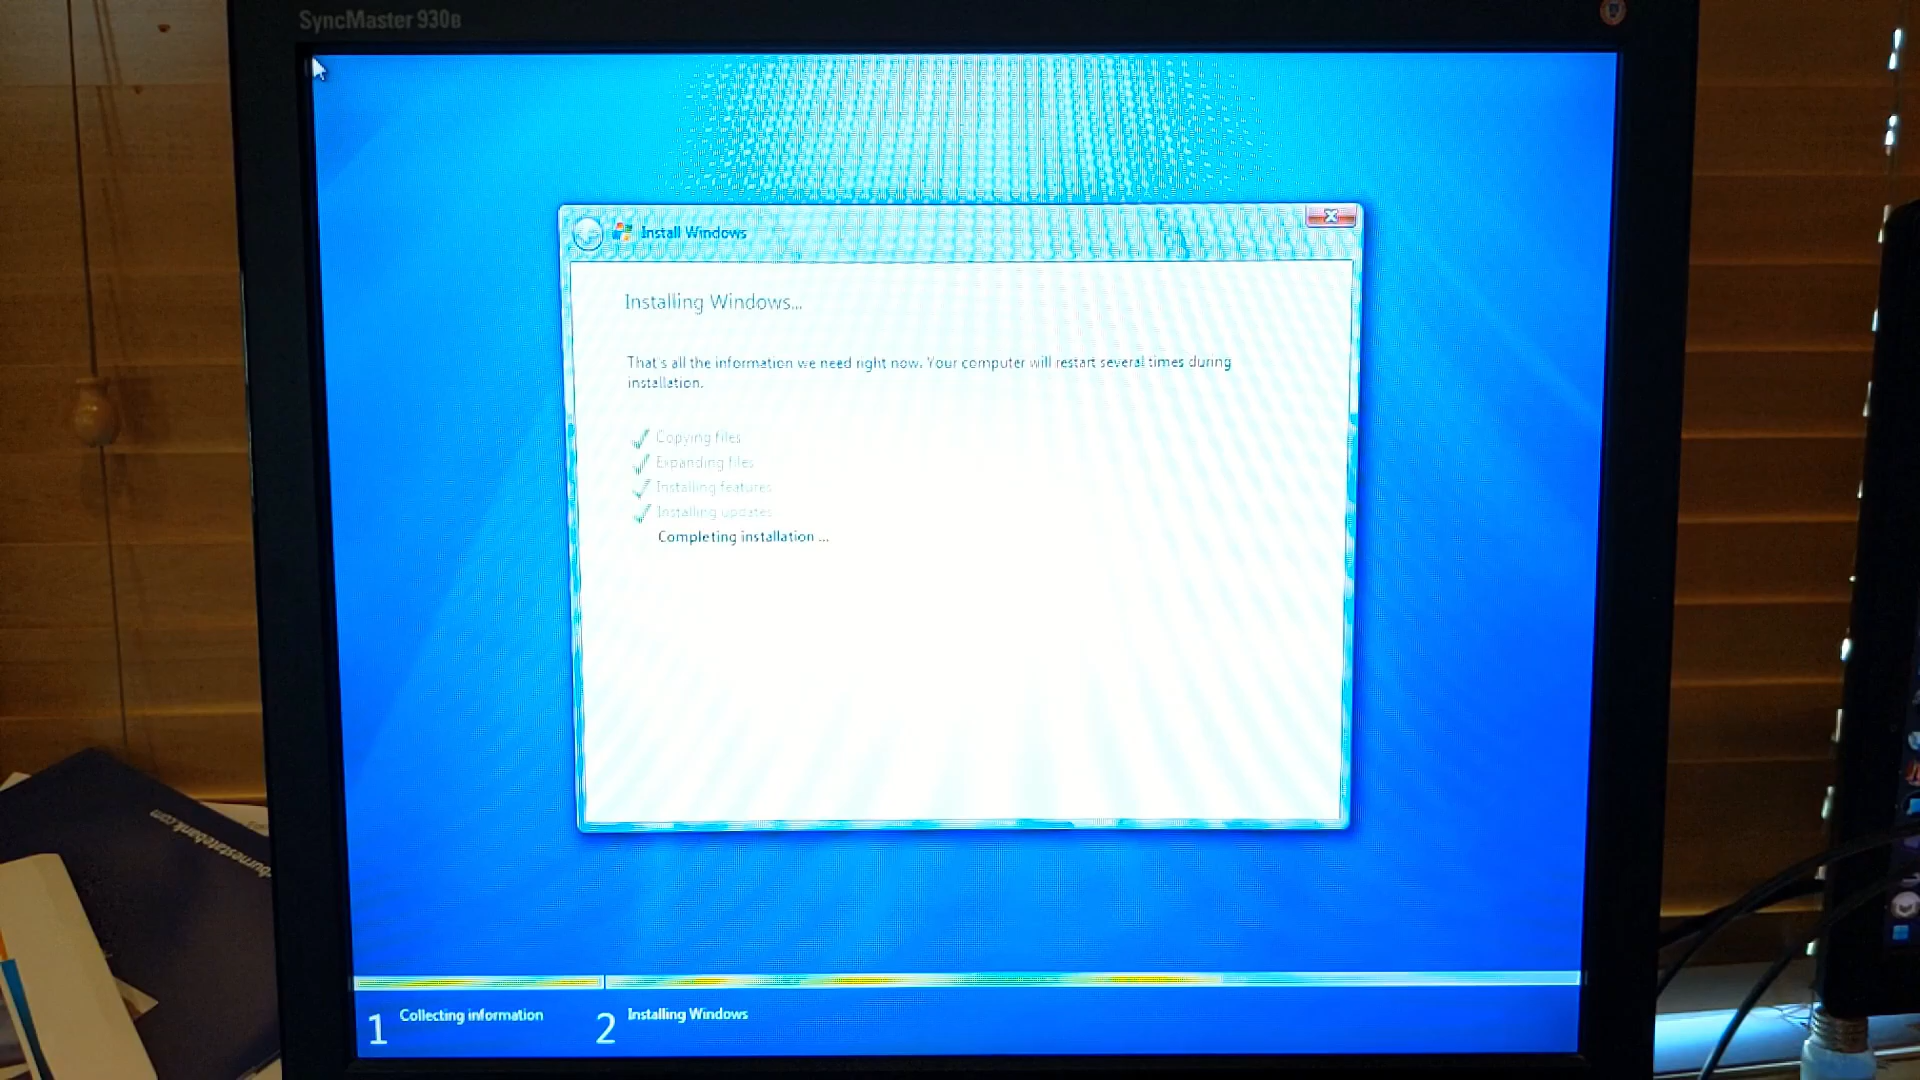 SyncMaster 930B
Install Windows
Installing Windows...
That's all the information we need right now. Your computer will restart several times during
installation.
Copying files
Expanding files
Installing features
Installing updates
Completing installation ...
1 Collecting information
2 Installing Windows
burnestatebank.com